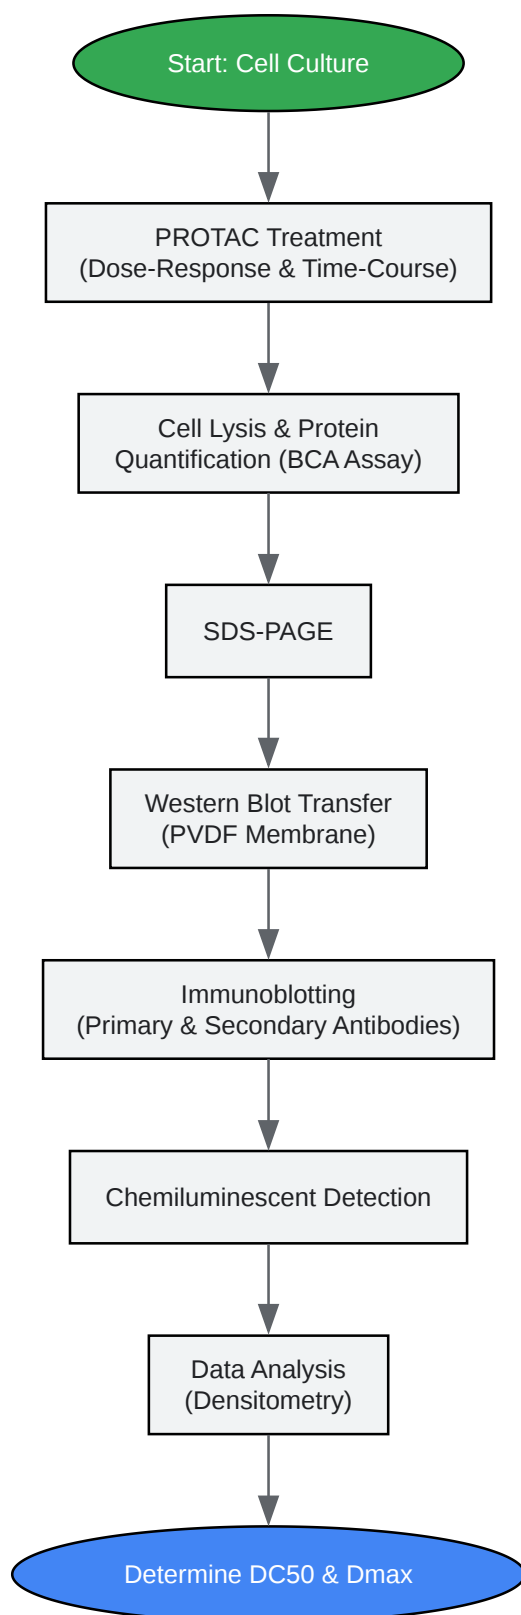 Start: Cell Culture
PROTAC Treatment
(Dose-Response & Time-Course)
Cell Lysis & Protein
Quantification (BCA Assay)
SDS-PAGE
Western Blot Transfer
(PVDF Membrane)
Immunoblotting
(Primary & Secondary Antibodies)
Chemiluminescent Detection
Data Analysis
(Densitometry)
Determine DC50 & Dmax